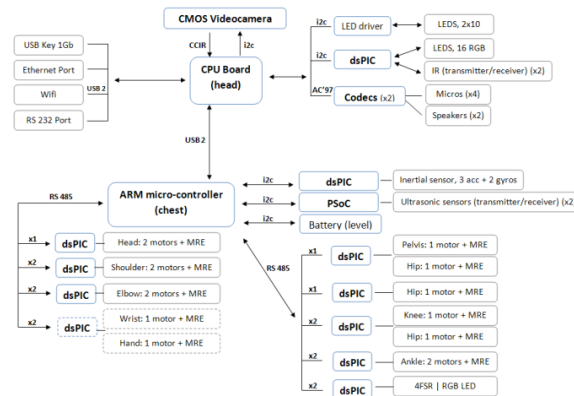 CMOS Videocamera
CCIR
i2c
USB Key 1Gb
Ethernet Port
Wifi
RS 232 Port
USB 2
CPU Board
(head)
i2c
LED driver
LEDS, 2x10
i2c
dsPIC
LEDS, 16 RGB
IR (transmitter/receiver) (x2)
AC'97
Codecs (x2)
Micros (x4)
Speakers (x2)
USB 2
RS 485
ARM micro-controller
(chest)
i2c
dsPIC
Inertial sensor, 3 acc + 2 gyros
i2c
PSoC
Ultrasonic sensors (transmitter/receiver) (x2)
i2c
Battery (level)
RS 485
x1
dsPIC
Head: 2 motors + MRE
x2
dsPIC
Shoulder: 2 motors + MRE
x2
dsPIC
Elbow: 2 motors + MRE
x2
dsPIC
Wrist: 1 motor + MRE
Hand: 1 motor + MRE
x1
dsPIC
Pelvis: 1 motor + MRE
Hip: 1 motor + MRE
x1
dsPIC
Hip: 1 motor + MRE
x2
dsPIC
Knee: 1 motor + MRE
Hip: 1 motor + MRE
x2
dsPIC
Ankle: 2 motors + MRE
x2
dsPIC
4FSR | RGB LED